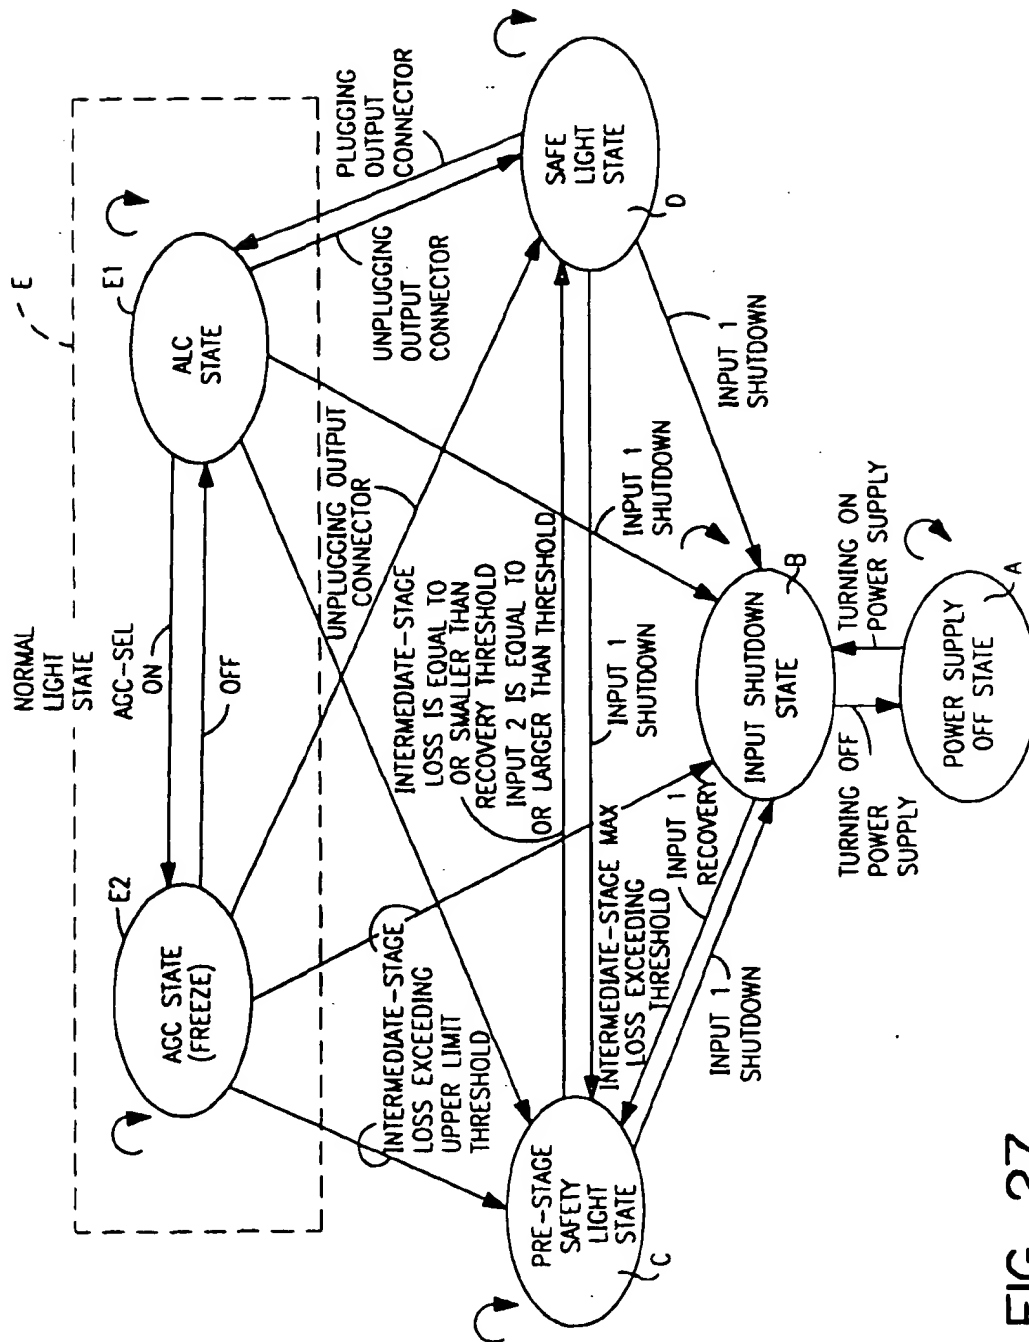 NORMAL
LIGHT
STATE
E
AGC STATE
(FREEZE)
E2
AGC-SEL
ON
OFF
ALC
STATE
E1
PLUGGING
OUTPUT
CONNECTOR
UNPLUGGING
OUTPUT
CONNECTOR
UNPLUGGING OUTPUT
CONNECTOR
INTERMEDIATE-STAGE
LOSS EXCEEDING
UPPER LIMIT
THRESHOLD
INTERMEDIATE-STAGE
LOSS IS EQUAL TO
OR SMALLER THAN
RECOVERY THRESHOLD
INPUT 2 IS EQUAL TO
OR LARGER THAN THRESHOLD
PRE-STAGE
SAFETY
LIGHT
STATE
C
SAFE
LIGHT
STATE
D
INTERMEDIATE-STAGE MAX
LOSS EXCEEDING
THRESHOLD
INPUT 1
SHUTDOWN
INPUT 1
SHUTDOWN
INPUT 1
SHUTDOWN
INPUT 1
RECOVERY
INPUT 1
SHUTDOWN
INPUT SHUTDOWN
STATE
B
TURNING OFF
POWER
SUPPLY
TURNING ON
POWER SUPPLY
POWER SUPPLY
OFF STATE
A
FIG. 27